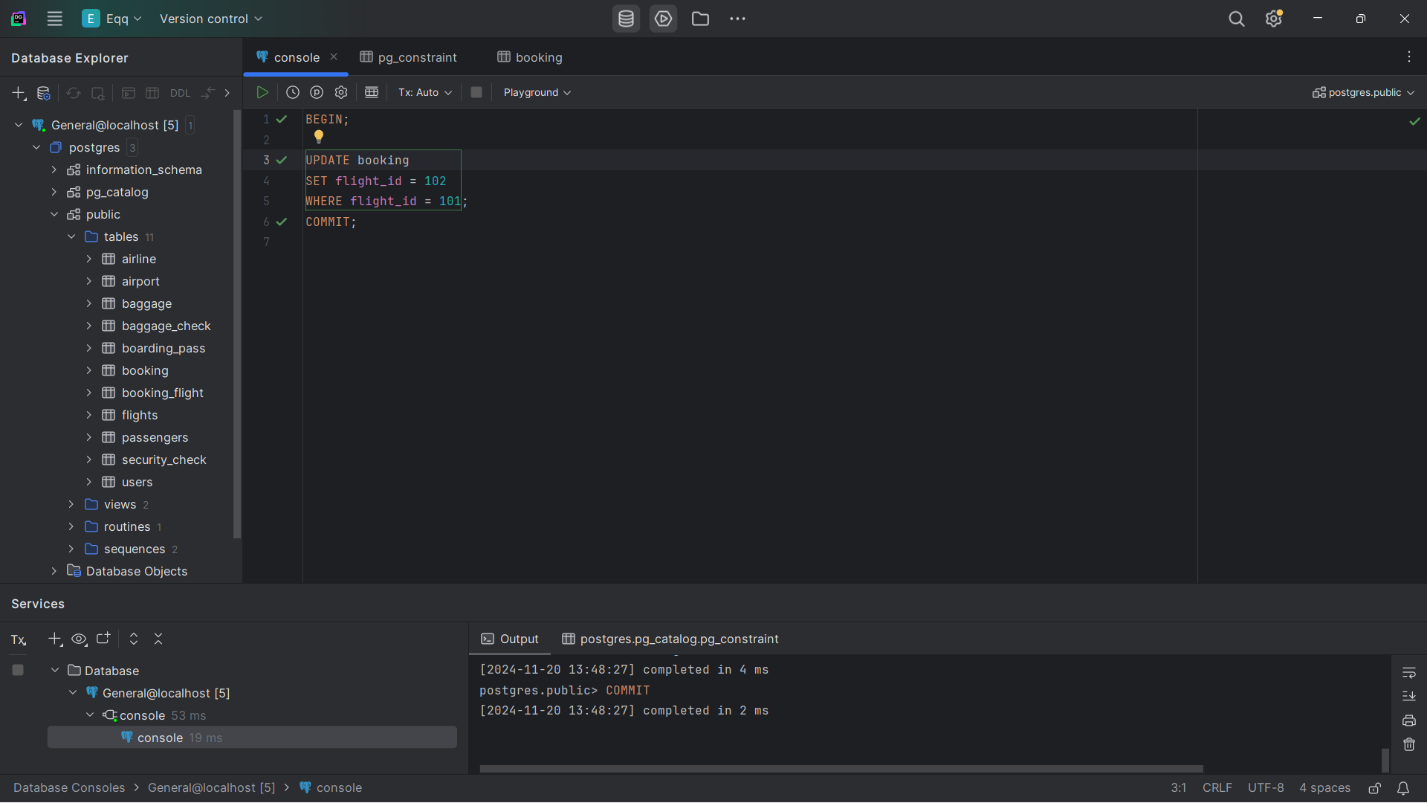 E Eqq Version control
Database Explorer
console
pg_constraint
booking
DDL
Tx: Auto
Playground
postgres.public
General@localhost [5] 1
postgres 3
information_schema
pg_catalog
public
tables 11
airline
airport
baggage
baggage_check
boarding_pass
booking
booking_flight
flights
passengers
security_check
users
views 2
routines 1
sequences 2
Database Objects
1 BEGIN;
2
3 UPDATE booking
4 SET flight_id = 102
5 WHERE flight_id = 101;
6 COMMIT;
7
Services
Tx
Database
General@localhost [5]
console 53 ms
console 19 ms
Output
postgres.pg_catalog.pg_constraint
[2024-11-20 13:48:27] completed in 4 ms
postgres.public> COMMIT
[2024-11-20 13:48:27] completed in 2 ms
Database Consoles > General@localhost [5] > console
3:1 CRLF UTF-8 4 spaces